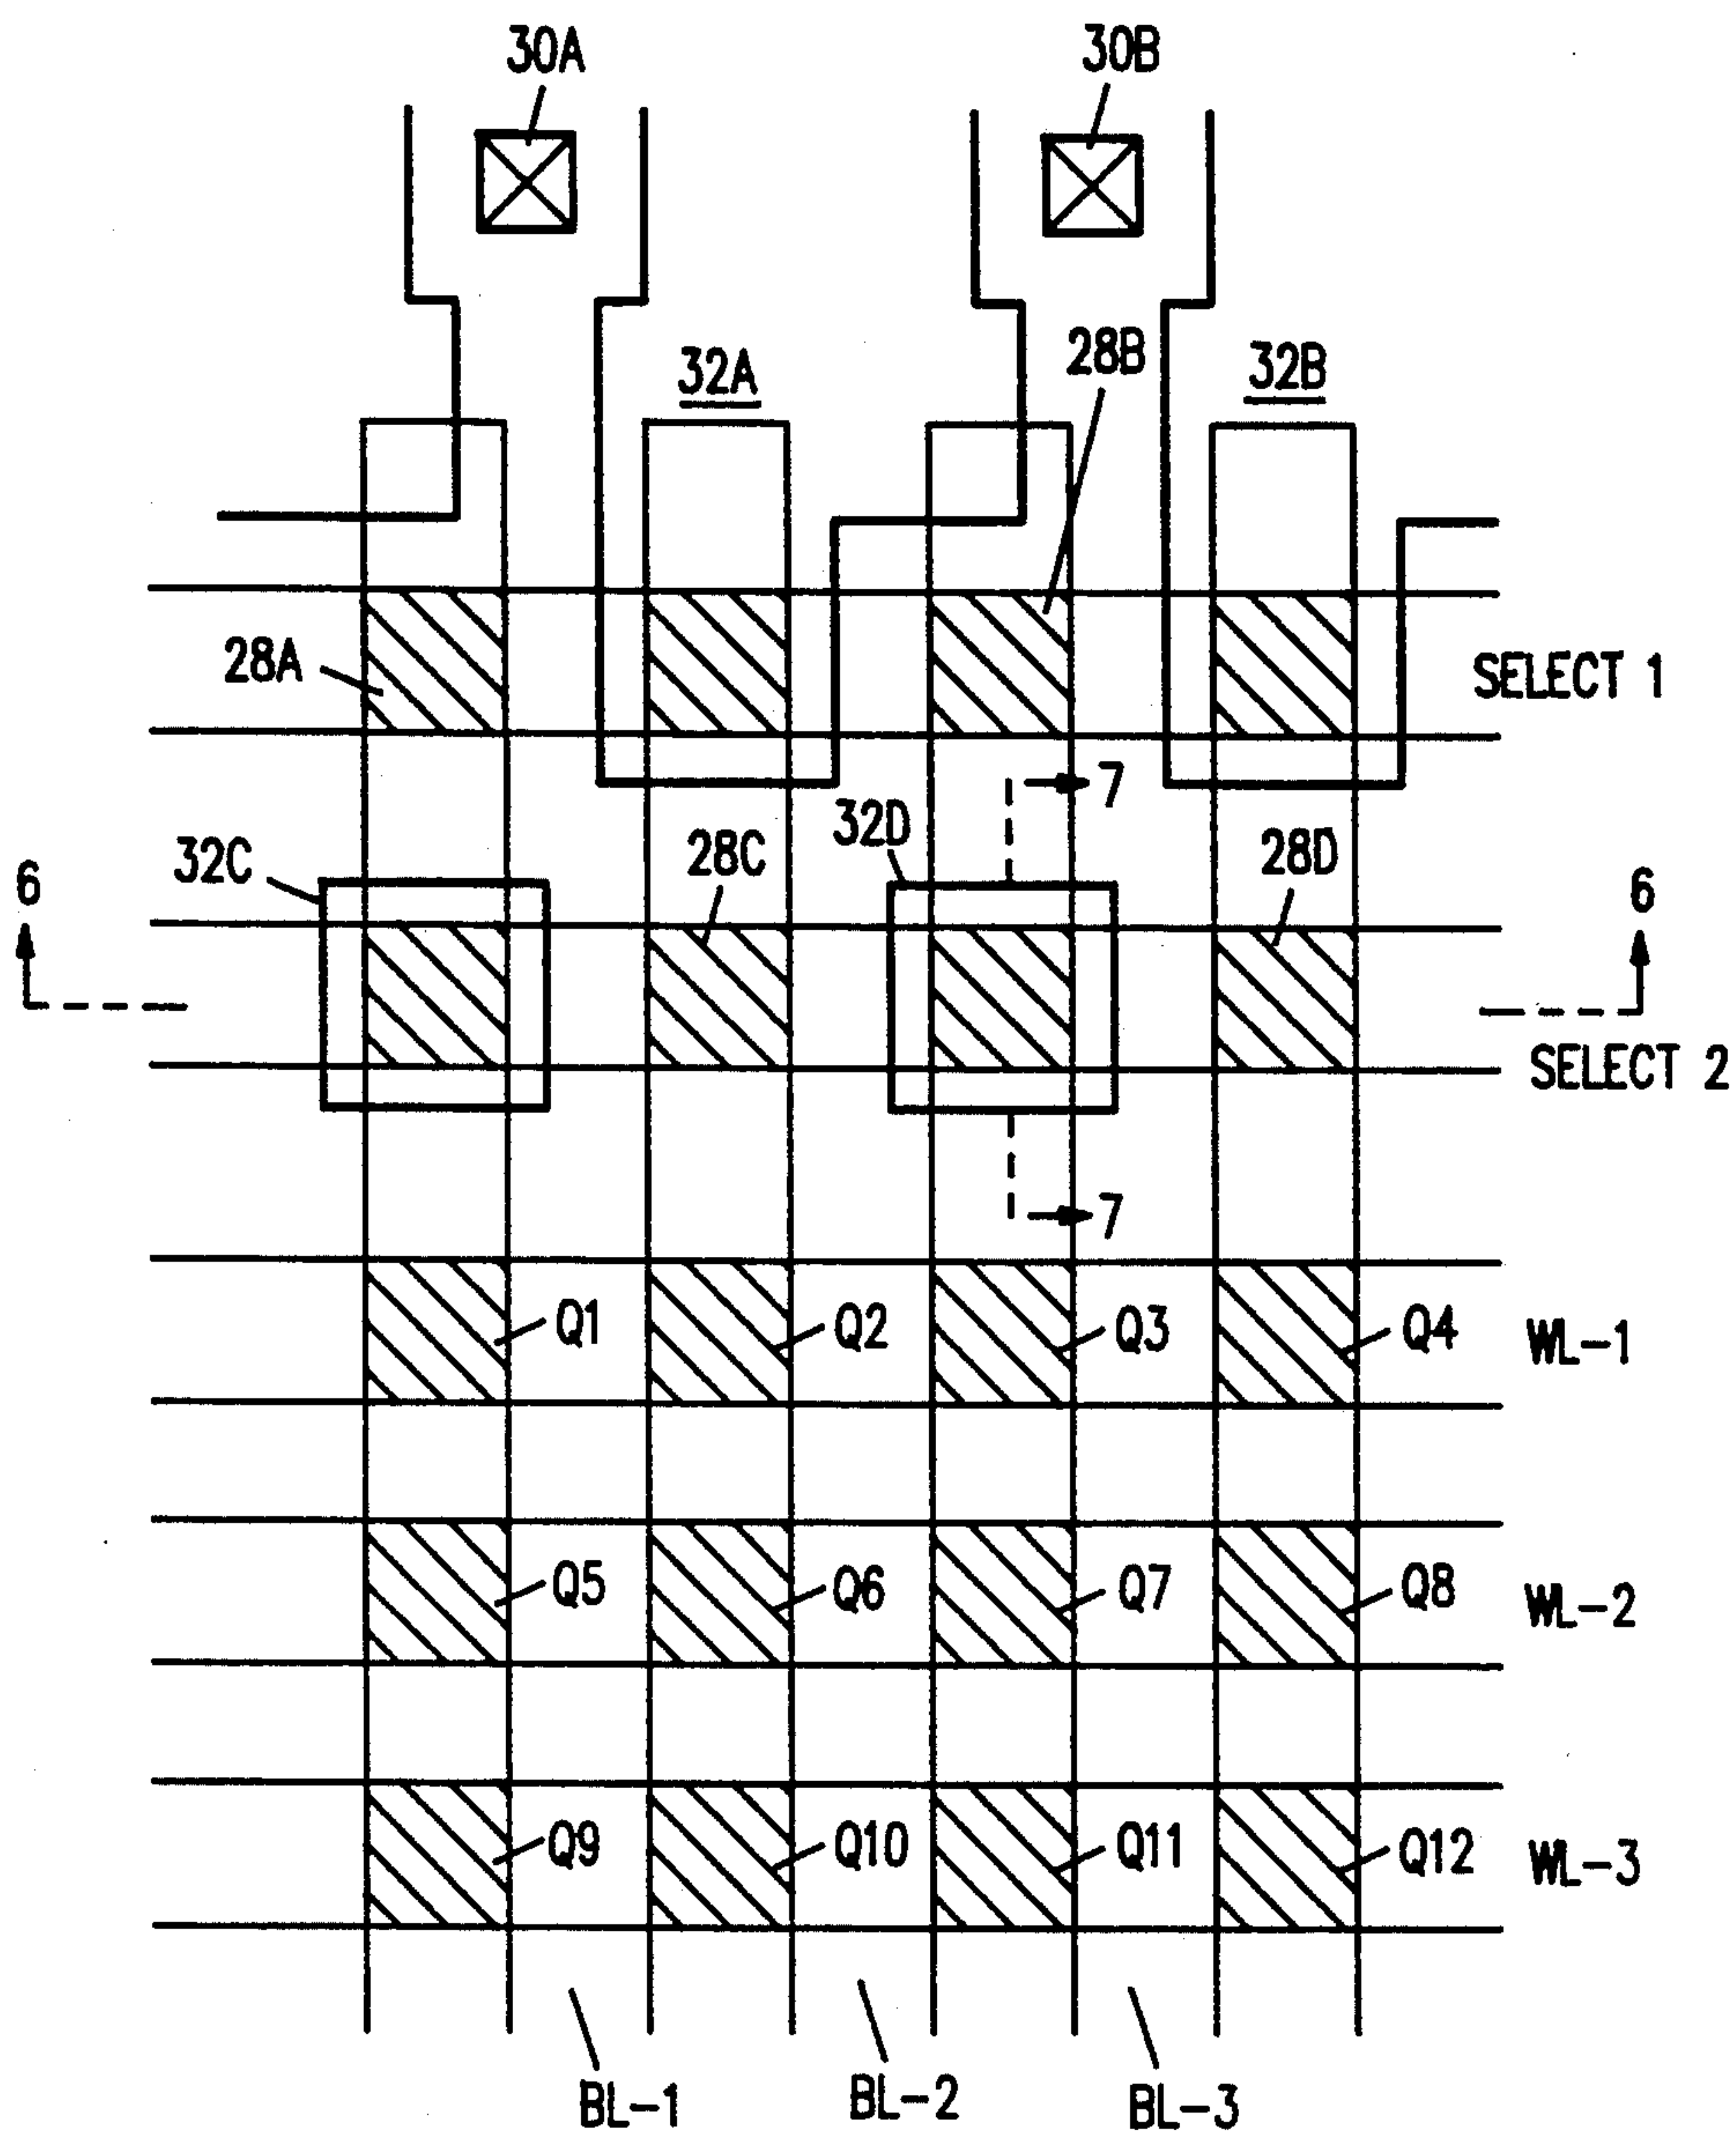 30A 30B
28B
32A 32B
28A SELECT 1
7
32C 28C 32D 28D
6 6
SELECT 2
7
Q1 Q2 Q3 Q4 WL-1
Q5 Q6 Q7 Q8 WL-2
Q9 Q10 Q11 Q12 WL-3
BL-1 BL-2 BL-3